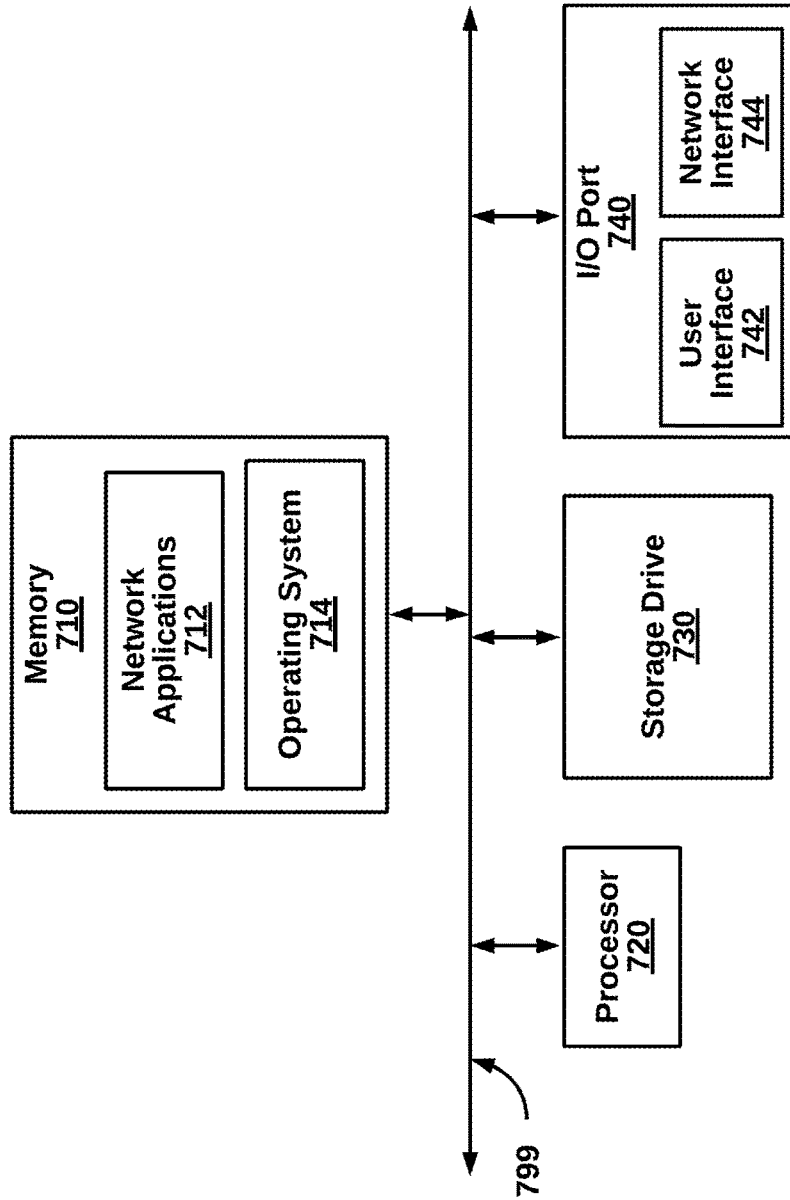 Memory
710
Network
Applications
712
Operating System
714
799
Processor
720
Storage Drive
730
I/O Port
740
User
Interface
742
Network
Interface
744